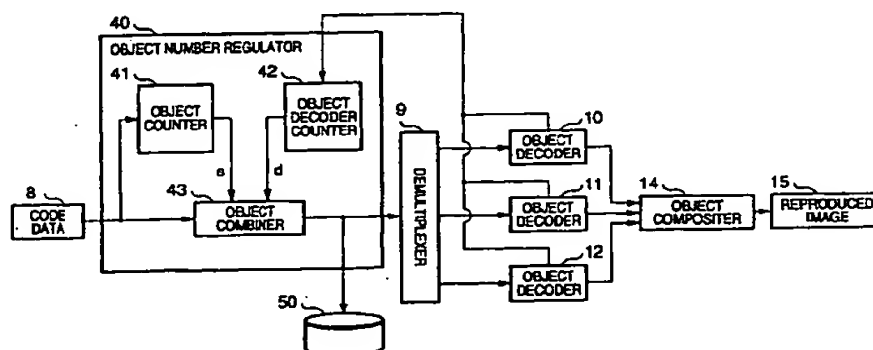 40
OBJECT NUMBER REGULATOR
41
42
OBJECT
COUNTER
OBJECT
DECODER
COUNTER
s
d
9
DEMULTIPLEXER
10
OBJECT
DECODER
8
CODE
DATA
43
OBJECT
COMBINER
11
OBJECT
DECODER
14
OBJECT
COMPOSITER
15
REPRODUCED
IMAGE
12
OBJECT
DECODER
50